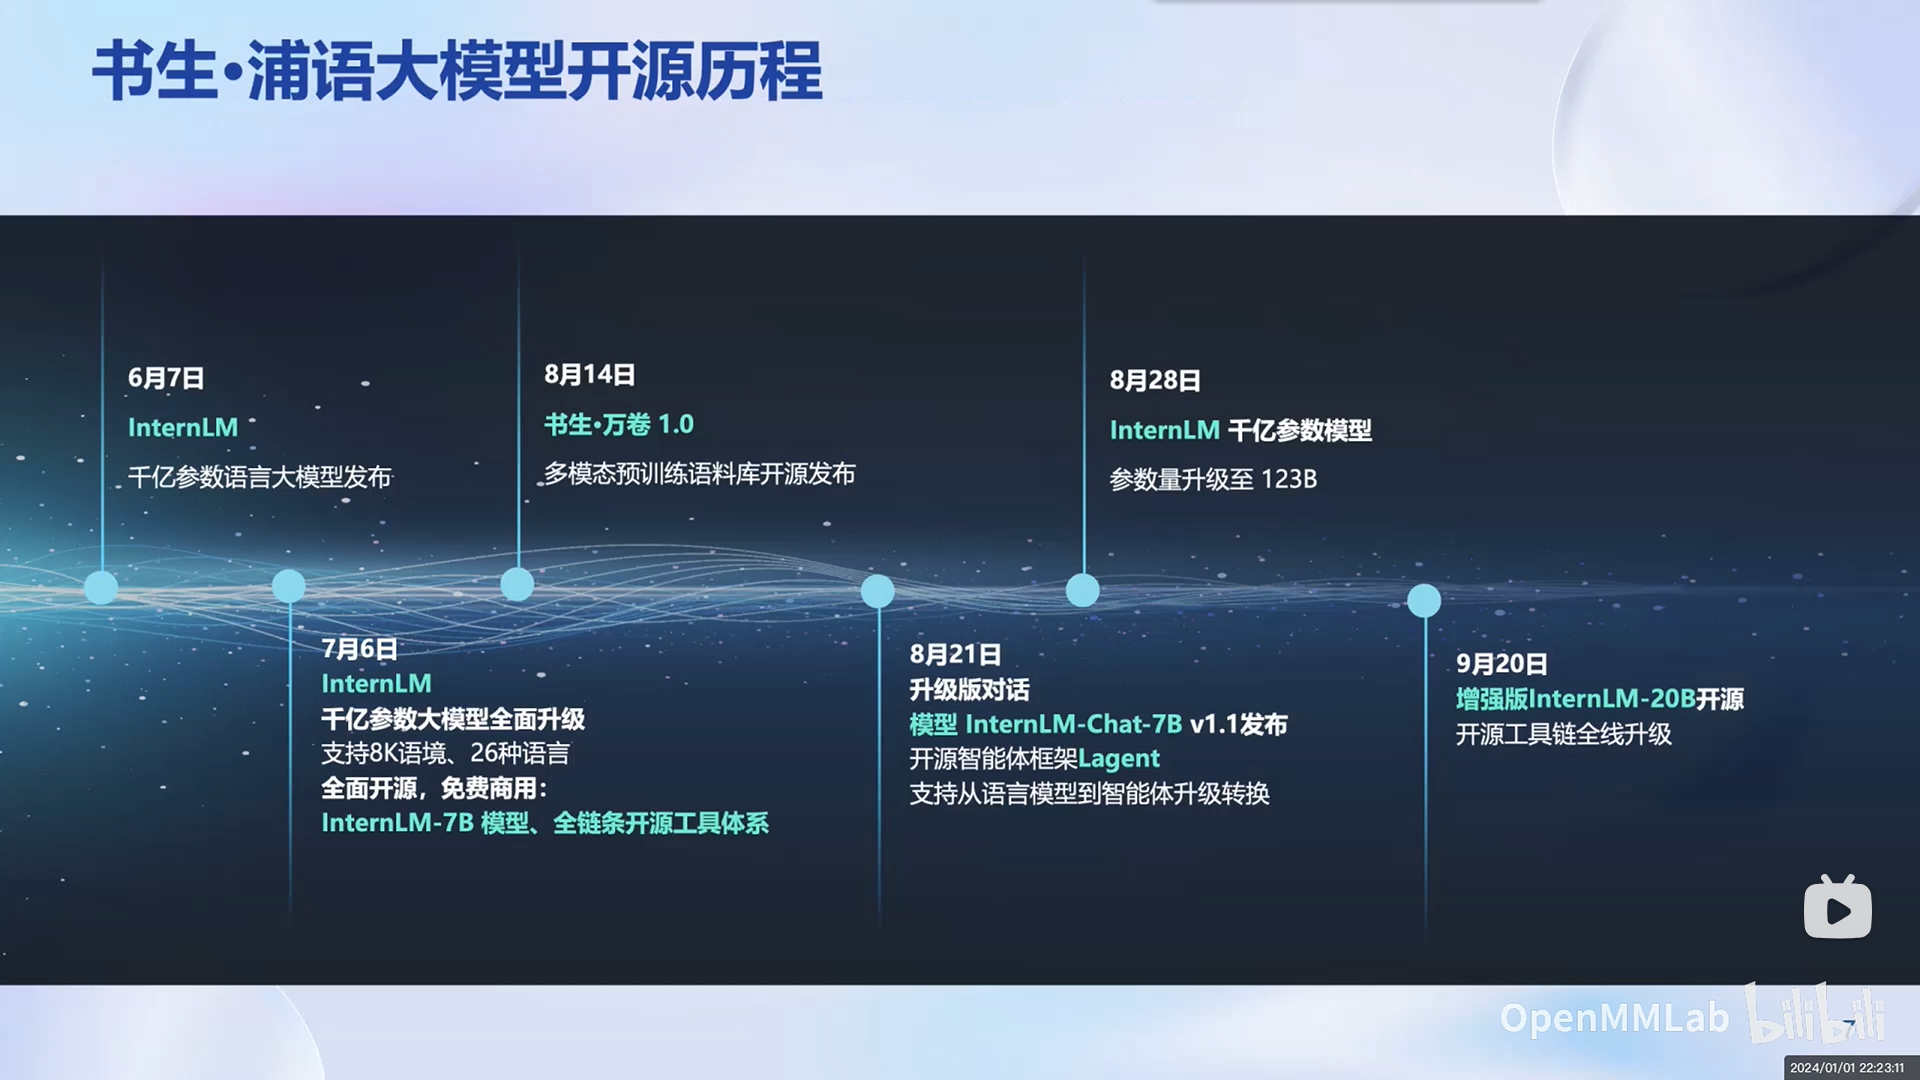 书生·浦语大模型开源历程
6月7日
InternLM
千亿参数语言大模型发布
8月14日
书生·万卷 1.0
多模态预训练语料库开源发布
8月28日
InternLM 千亿参数模型
参数量升级至 123B
7月6日
InternLM
千亿参数大模型全面升级
支持8K语境、26种语言
全面开源，免费商用：
InternLM-7B 模型、全链条开源工具体系
8月21日
升级版对话
模型 InternLM-Chat-7B v1.1发布
开源智能体框架Lagent
支持从语言模型到智能体升级转换
9月20日
增强版InternLM-20B开源
开源工具链全线升级
OpenMMLab bilibili
7
2024/01/01 22:23:11